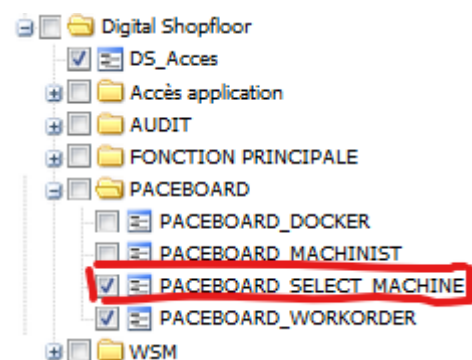 Digital Shopfloor
DS_Acces
Accès application
AUDIT
FONCTION PRINCIPALE
PACEBOARD
PACEBOARD_DOCKER
PACEBOARD_MACHINIST
PACEBOARD_SELECT_MACHINE
PACEBOARD_WORKORDER
WSM